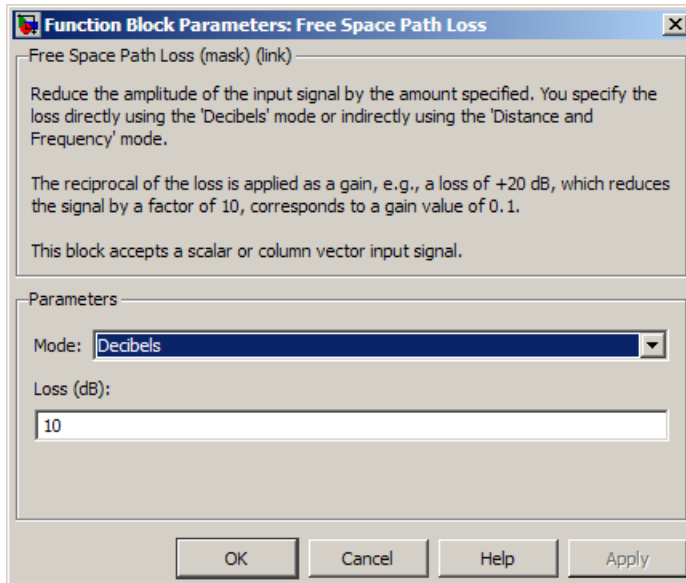 Function Block Parameters: Free Space Path Loss
Free Space Path Loss (mask) (link)
Reduce the amplitude of the input signal by the amount specified. You specify the
loss directly using the 'Decibels' mode or indirectly using the 'Distance and
Frequency' mode.
The reciprocal of the loss is applied as a gain, e.g., a loss of +20 dB, which reduces
the signal by a factor of 10, corresponds to a gain value of 0.1.
This block accepts a scalar or column vector input signal.
Parameters
Mode: Decibels
Loss (dB):
10
OK Cancel Help Apply